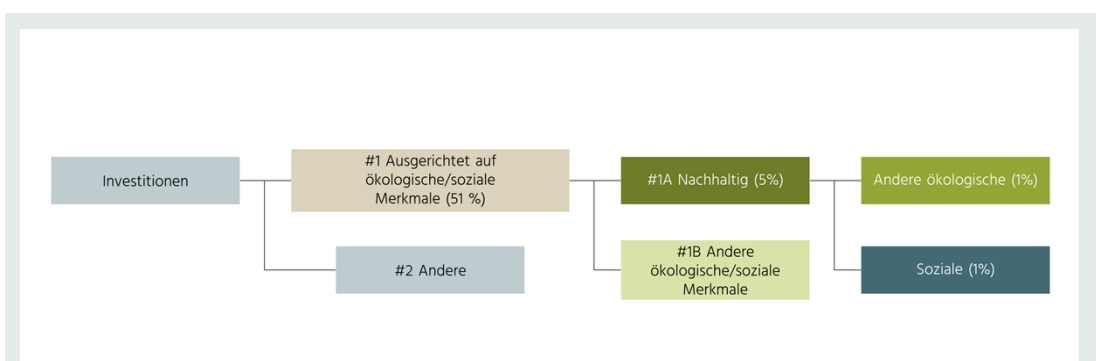 Investitionen
#1 Ausgerichtet auf
ökologische/soziale
Merkmale (51 %)
#2 Andere
#1A Nachhaltig (5%)
#1B Andere
ökologische/soziale
Merkmale
Andere ökologische (1%)
Soziale (1%)